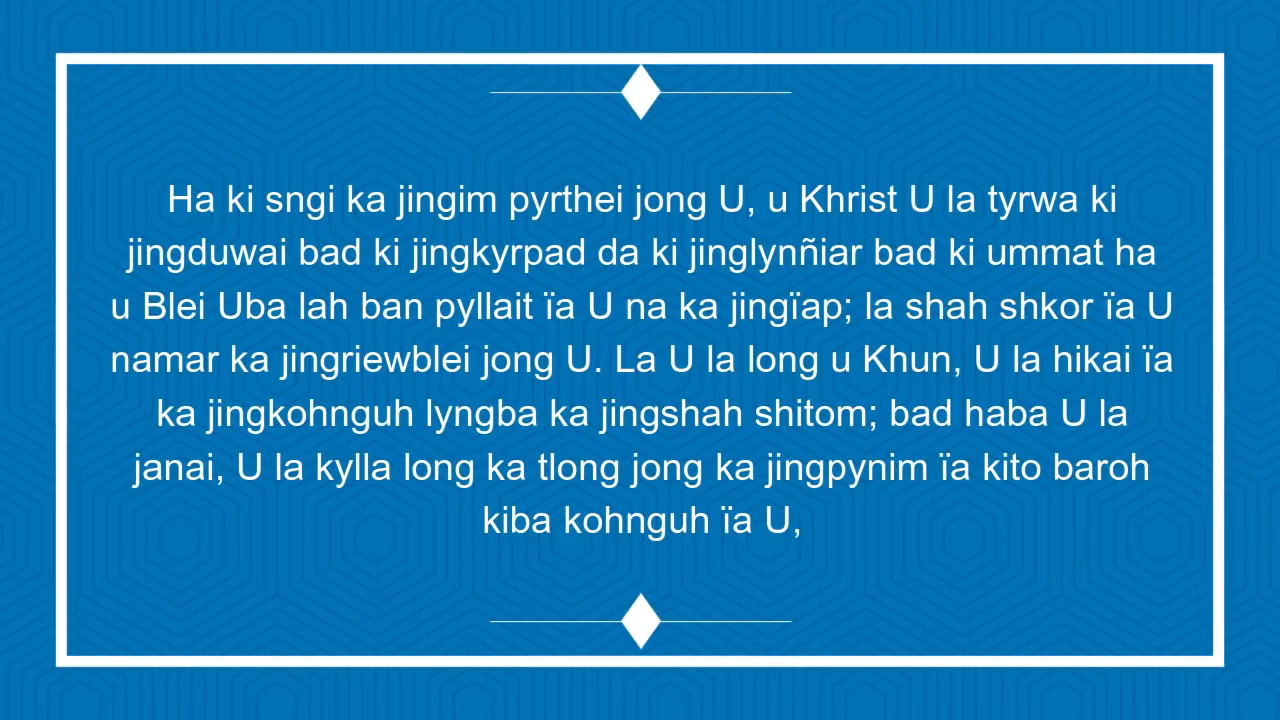 Ha ki sngi ka jingim pyrthei jong U, u Khrist U la tyrwa ki
jingduwai bad ki jingkyrpad da ki jinglynñiar bad ki ummat ha
u Blei Uba lah ban pyllait ïa U na ka jingïap; la shah shkor ïa U
namar ka jingriewblei jong U. La U la long u Khun, U la hikai ïa
ka jingkohnguh lyngba ka jingshah shitom; bad haba U la
janai, U la kylla long ka tlong jong ka jingpynim ïa kito baroh
kiba kohnguh ïa U,